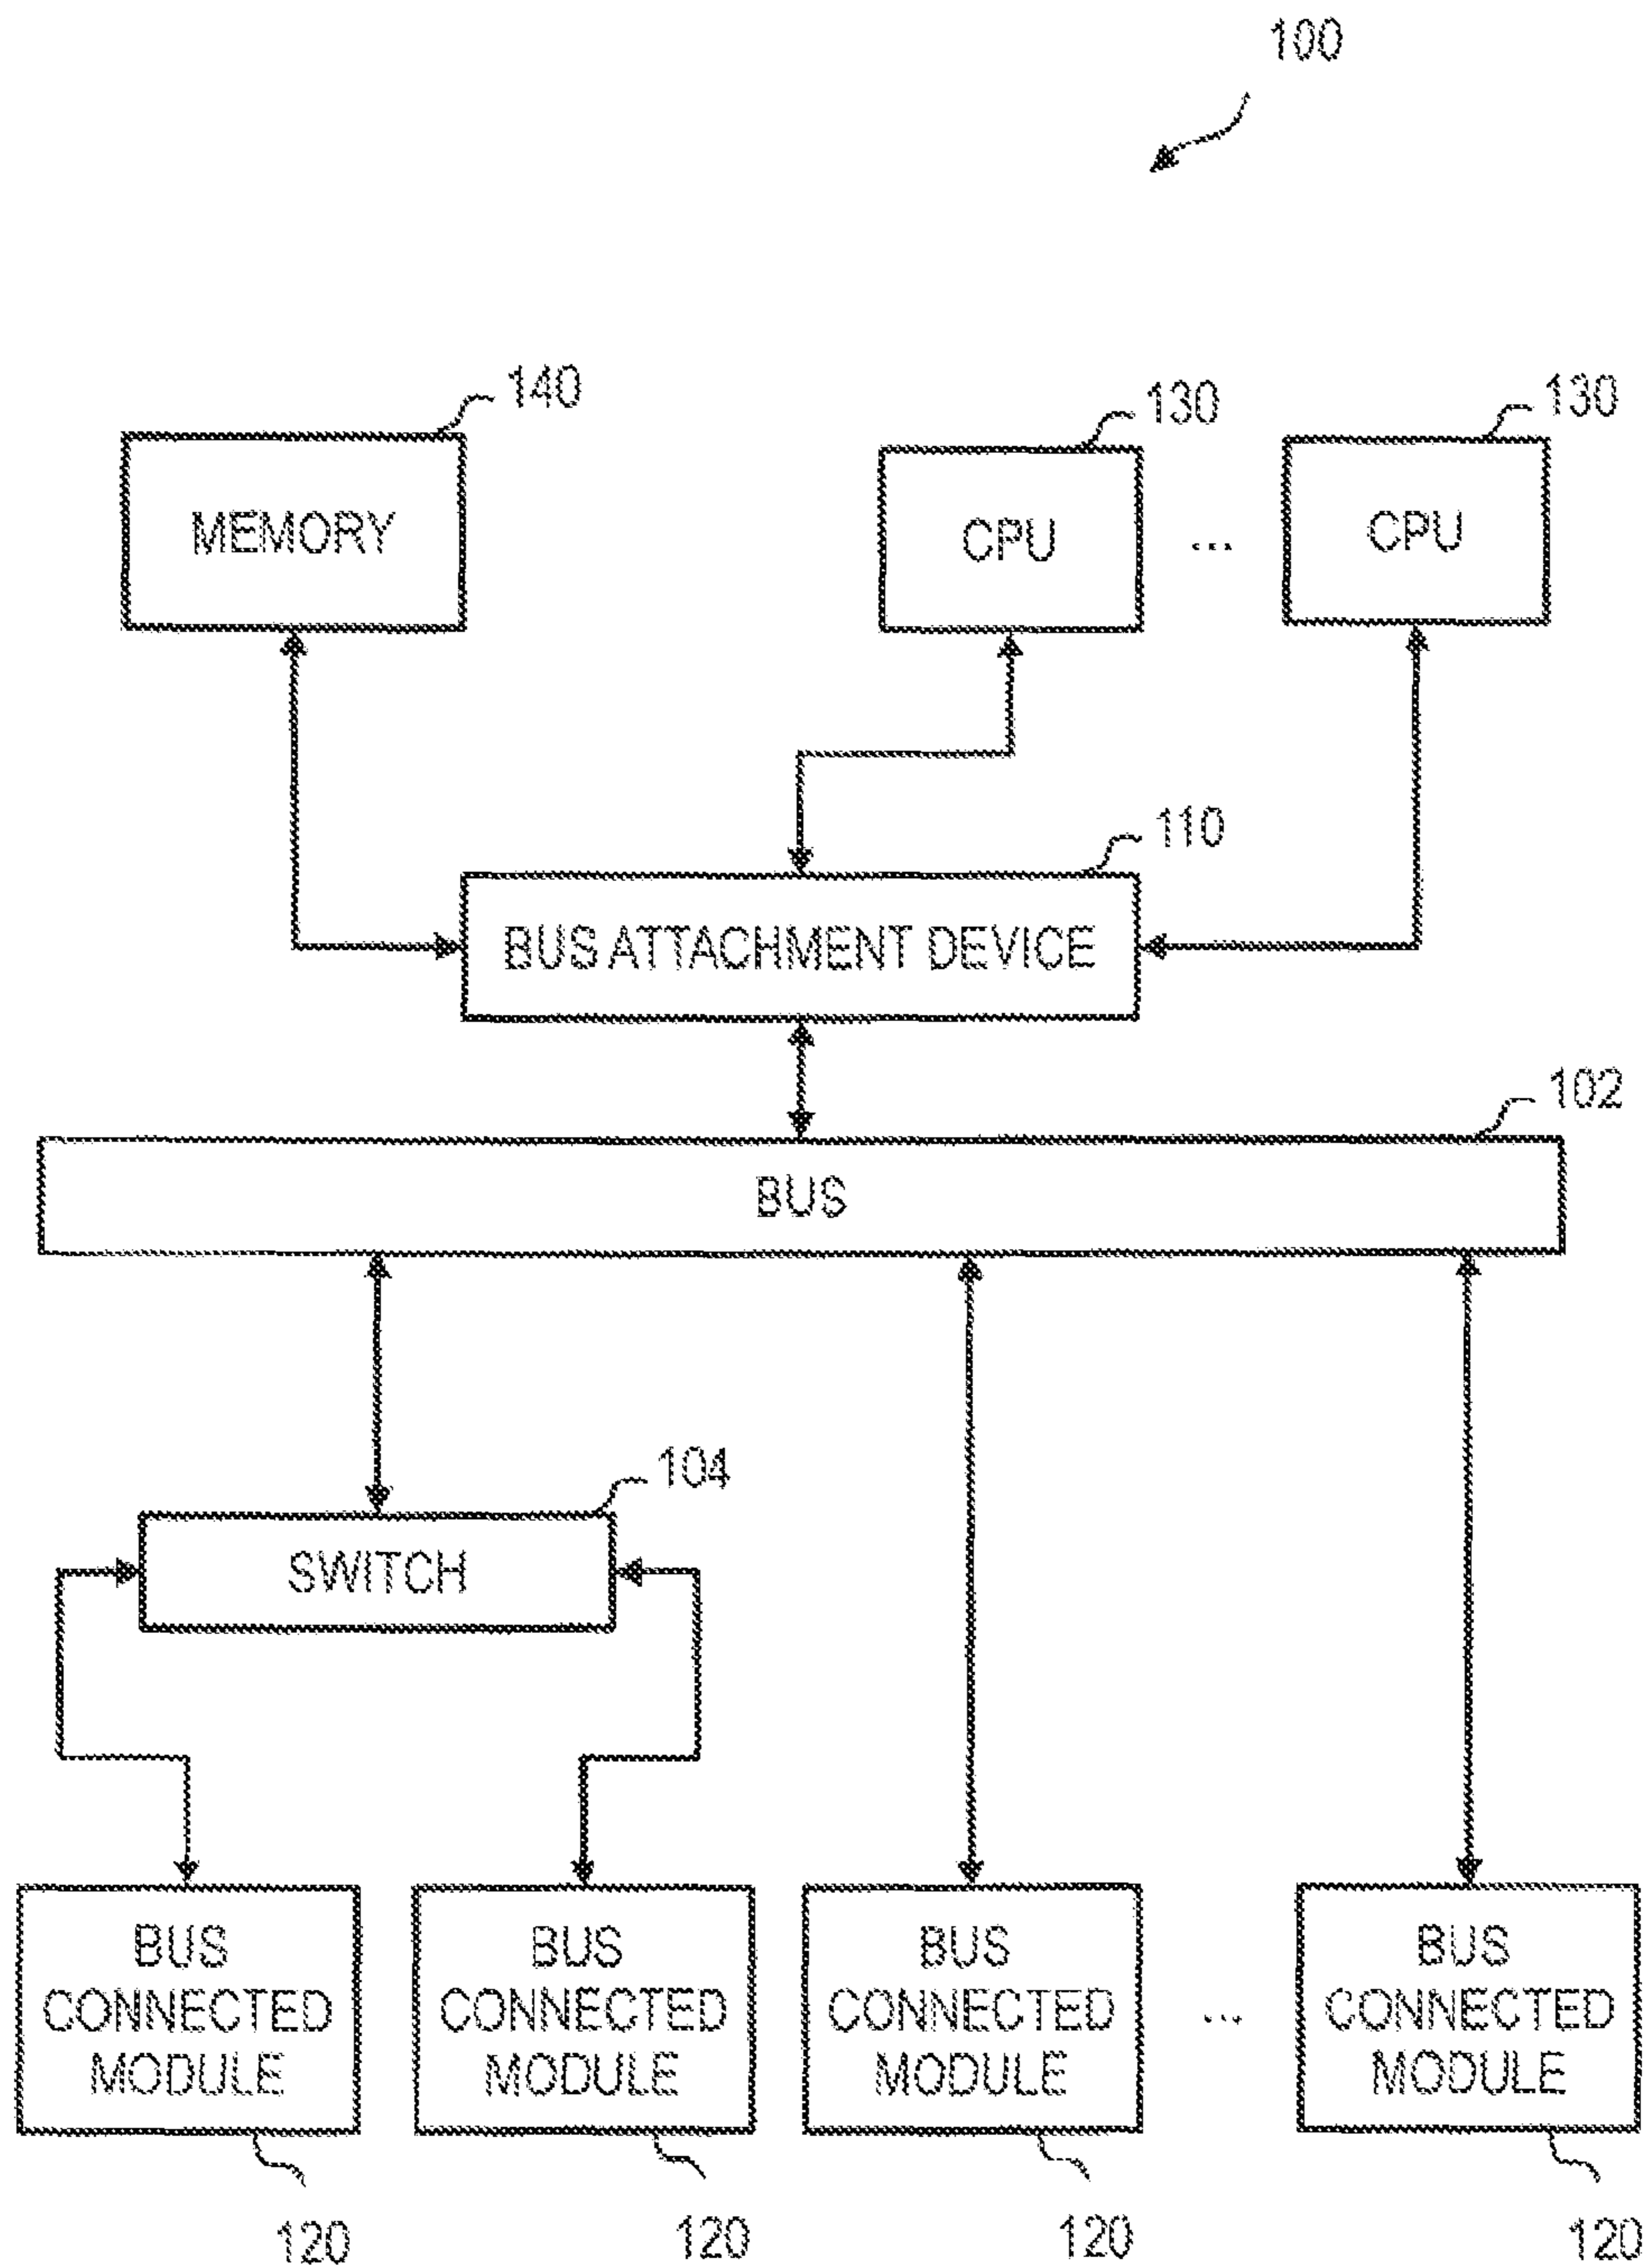 100
140
130
130
MEMORY
CPU
...
CPU
110
BUS ATTACHMENT DEVICE
102
BUS
104
SWITCH
BUS
CONNECTED
MODULE
BUS
CONNECTED
MODULE
BUS
CONNECTED
MODULE
...
BUS
CONNECTED
MODULE
120
120
120
120